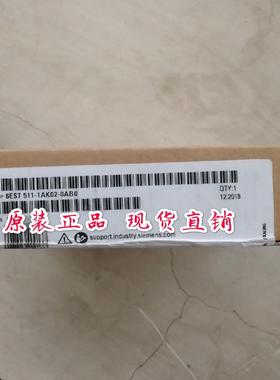 P 6ES7 511-1AK02-0AB0
QTY:1
12.2018
原装正品 现货直销
support.industry.siemens.com